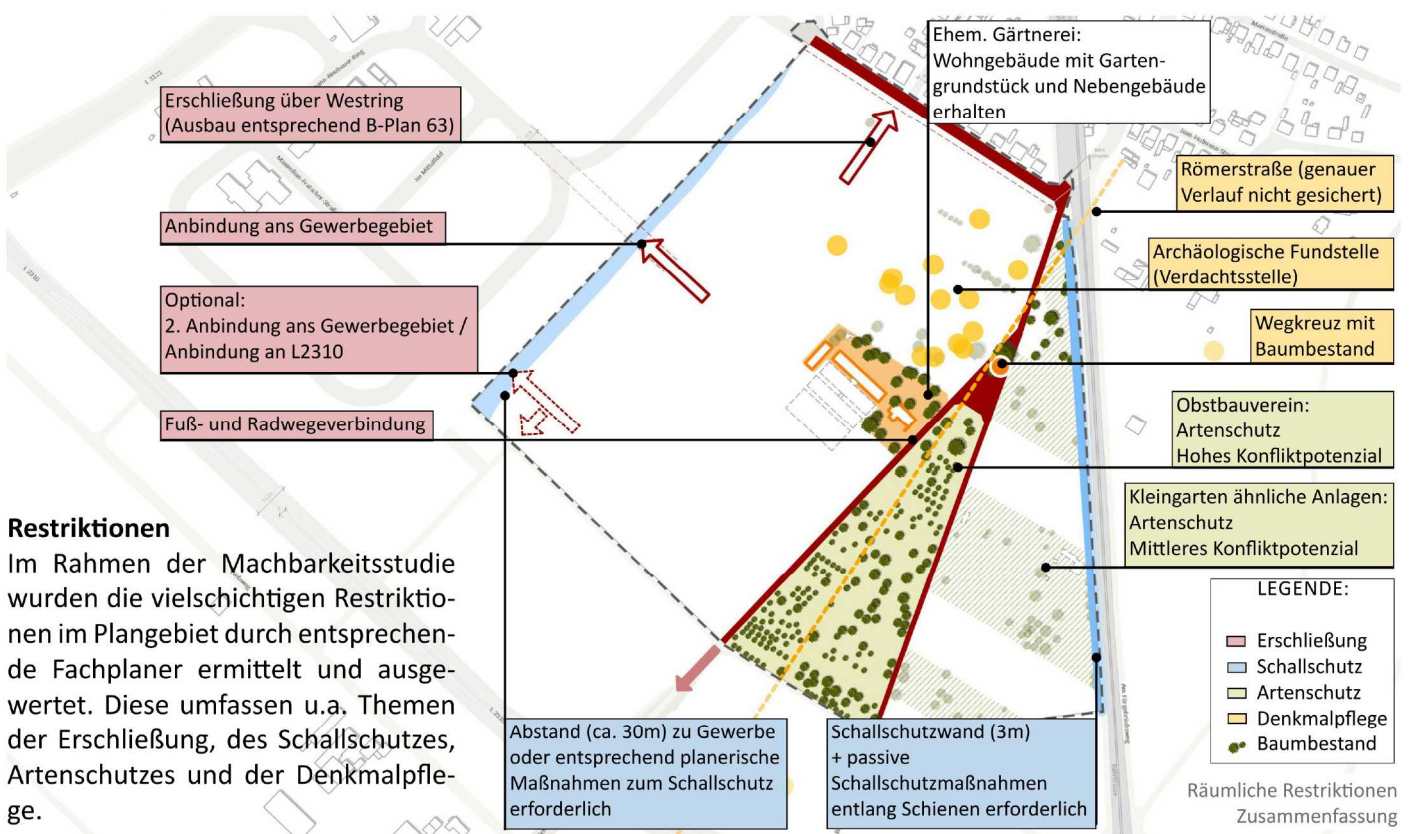 Erschließung über Westring
(Ausbau entsprechend B-Plan 63)
Anbindung ans Gewerbegebiet
Optional:
2. Anbindung ans Gewerbegebiet /
Anbindung an L2310
Fuß- und Radwegeverbindung
Ehem. Gärtnerei:
Wohngebäude mit Garten-
grundstück und Nebengebäude
erhalten
Römerstraße (genauer
Verlauf nicht gesichert)
Archäologische Fundstelle
(Verdachtsstelle)
Wegkreuz mit
Baumbestand
Obstbauverein:
Artenschutz
Hohes Konfliktpotenzial
Kleingarten ähnliche Anlagen:
Artenschutz
Mittleres Konfliktpotenzial
L 3121
Im Mittelfeld
L 2310
Restriktionen
Im Rahmen der Machbarkeitsstudie
wurden die vielschichtigen Restriktio-
nen im Plangebiet durch entsprechen-
de Fachplaner ermittelt und ausge-
wertet. Diese umfassen u.a. Themen
der Erschließung, des Schallschutzes,
Artenschutzes und der Denkmalpfle-
ge.
Abstand (ca. 30m) zu Gewerbe
oder entsprechend planerische
Maßnahmen zum Schallschutz
erforderlich
Schallschutzwand (3m)
+ passive
Schallschutzmaßnahmen
entlang Schienen erforderlich
LEGENDE:
Erschließung
Schallschutz
Artenschutz
Denkmalpflege
Baumbestand
Räumliche Restriktionen
Zusammenfassung